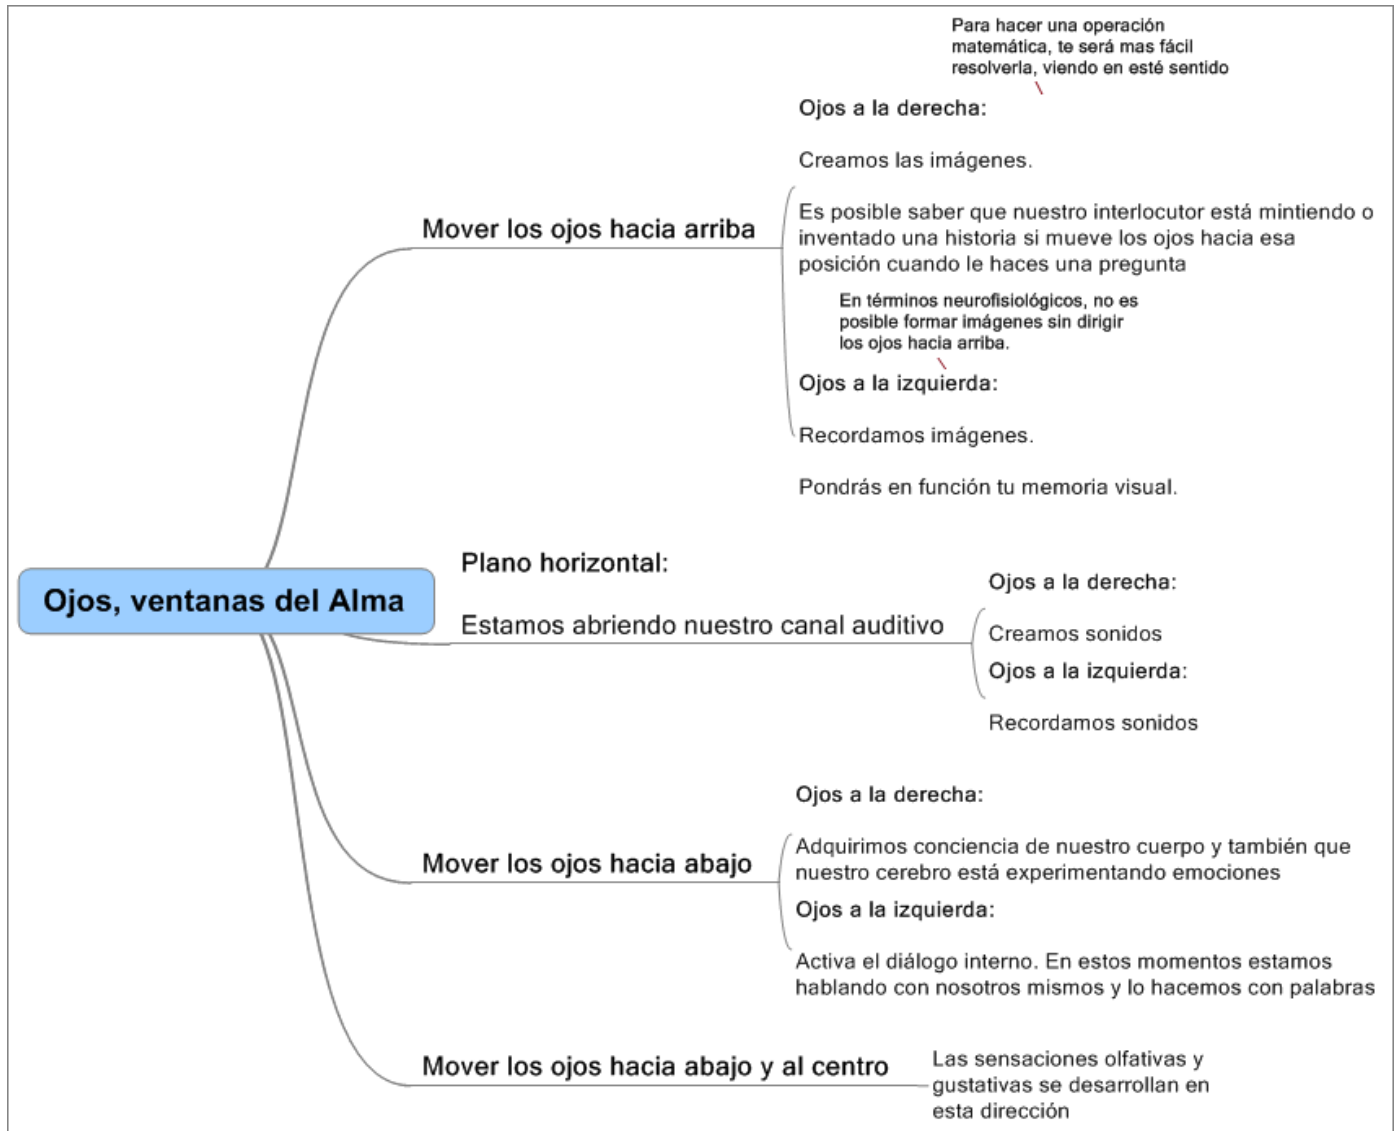 Para hacer una operación
matemática, te será mas fácil
resolverla, viendo en esté sentido
Ojos a la derecha:
Creamos las imágenes.
Mover los ojos hacia arriba
Es posible saber que nuestro interlocutor está mintiendo o
inventado una historia si mueve los ojos hacia esa
posición cuando le haces una pregunta
En términos neurofisiológicos, no es
posible formar imágenes sin dirigir
los ojos hacia arriba.
Ojos a la izquierda:
Recordamos imágenes.
Pondrás en función tu memoria visual.
Ojos, ventanas del Alma
Plano horizontal:
Estamos abriendo nuestro canal auditivo
Ojos a la derecha:
Creamos sonidos
Ojos a la izquierda:
Recordamos sonidos
Mover los ojos hacia abajo
Ojos a la derecha:
Adquirimos conciencia de nuestro cuerpo y también que
nuestro cerebro está experimentando emociones
Ojos a la izquierda:
Activa el diálogo interno. En estos momentos estamos
hablando con nosotros mismos y lo hacemos con palabras
Mover los ojos hacia abajo y al centro
Las sensaciones olfativas y
gustativas se desarrollan en
esta dirección